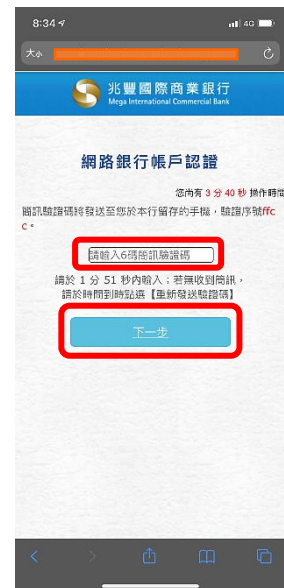 8:34
4G
大小
兆豐國際商業銀行
Mega International Commercial Bank
網路銀行帳戶認證
您尚有 3 分 40 秒 操作時間
簡訊驗證碼將發送至您於本行留存的手機，驗證序號ffc
c。
請輸入6碼簡訊驗證碼
請於 1 分 51 秒內輸入；若無收到簡訊，
請於時間到時點選【重新發送驗證碼】
下一步